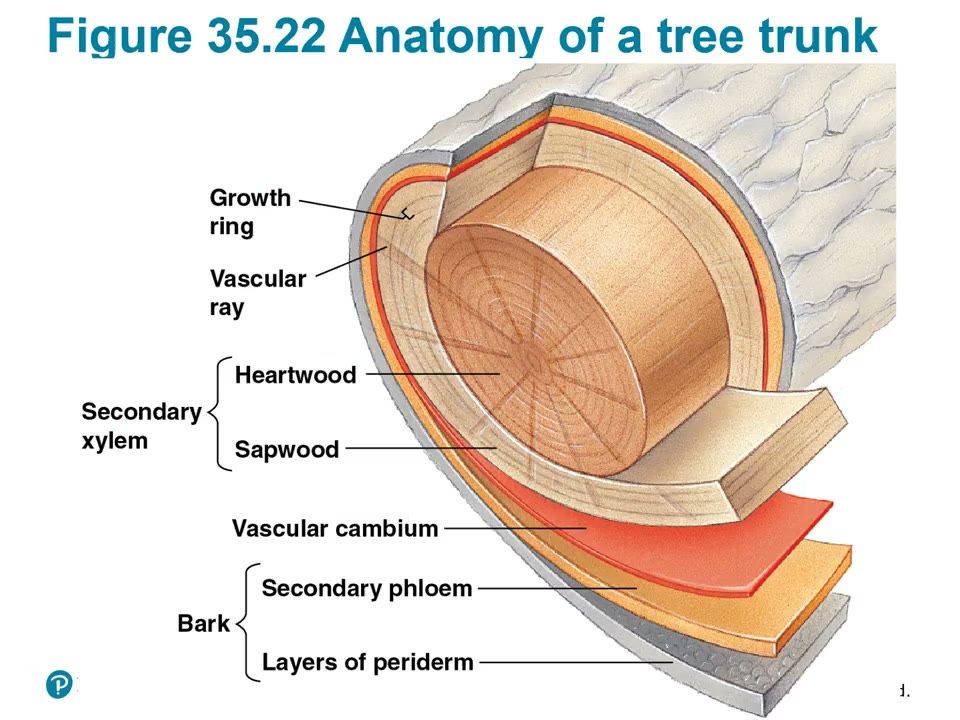 Figure 35.22 Anatomy of a tree trunk
Growth
ring
Vascular
ray
Heartwood
Secondary
xylem
Sapwood
Vascular cambium
Secondary phloem
Bark
Layers of periderm
P
d.